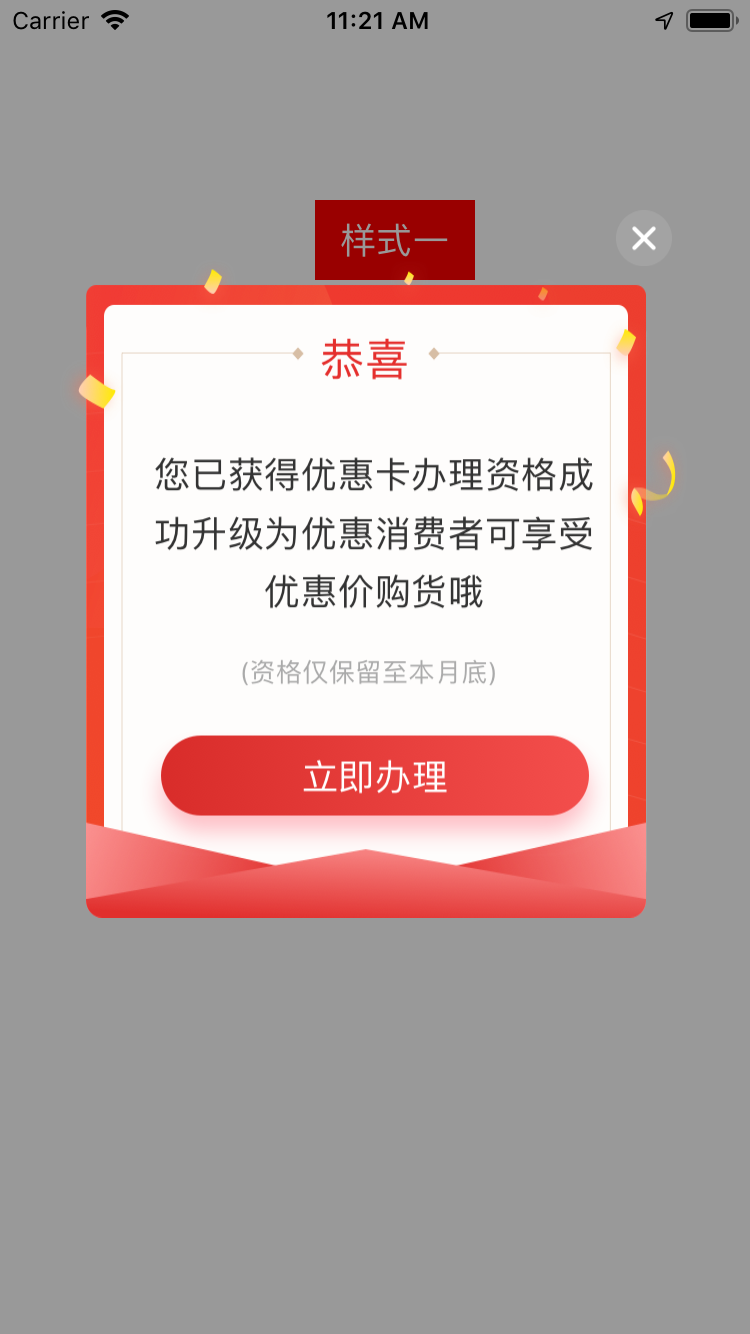 Carrier 11:21 AM
样式一
恭喜
您已获得优惠卡办理资格成
功升级为优惠消费者可享受
优惠价购货哦
(资格仅保留至本月底)
立即办理